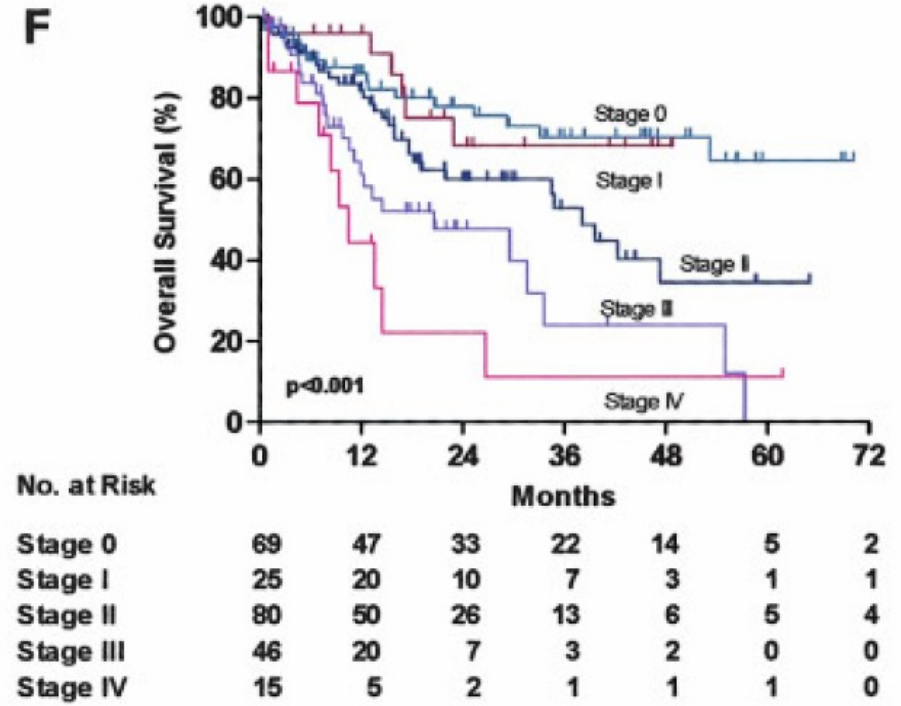 F
100
80
60
40
20
0
Overall Survival (%)
Stage 0
Stage I
Stage II
Stage III
Stage IV
p<0.001
0 12 24 36 48 60 72
Months
No. at Risk
Stage 0 69 47 33 22 14 5 2
Stage I 25 20 10 7 3 1 1
Stage II 80 50 26 13 6 5 4
Stage III 46 20 7 3 2 0 0
Stage IV 15 5 2 1 1 1 0